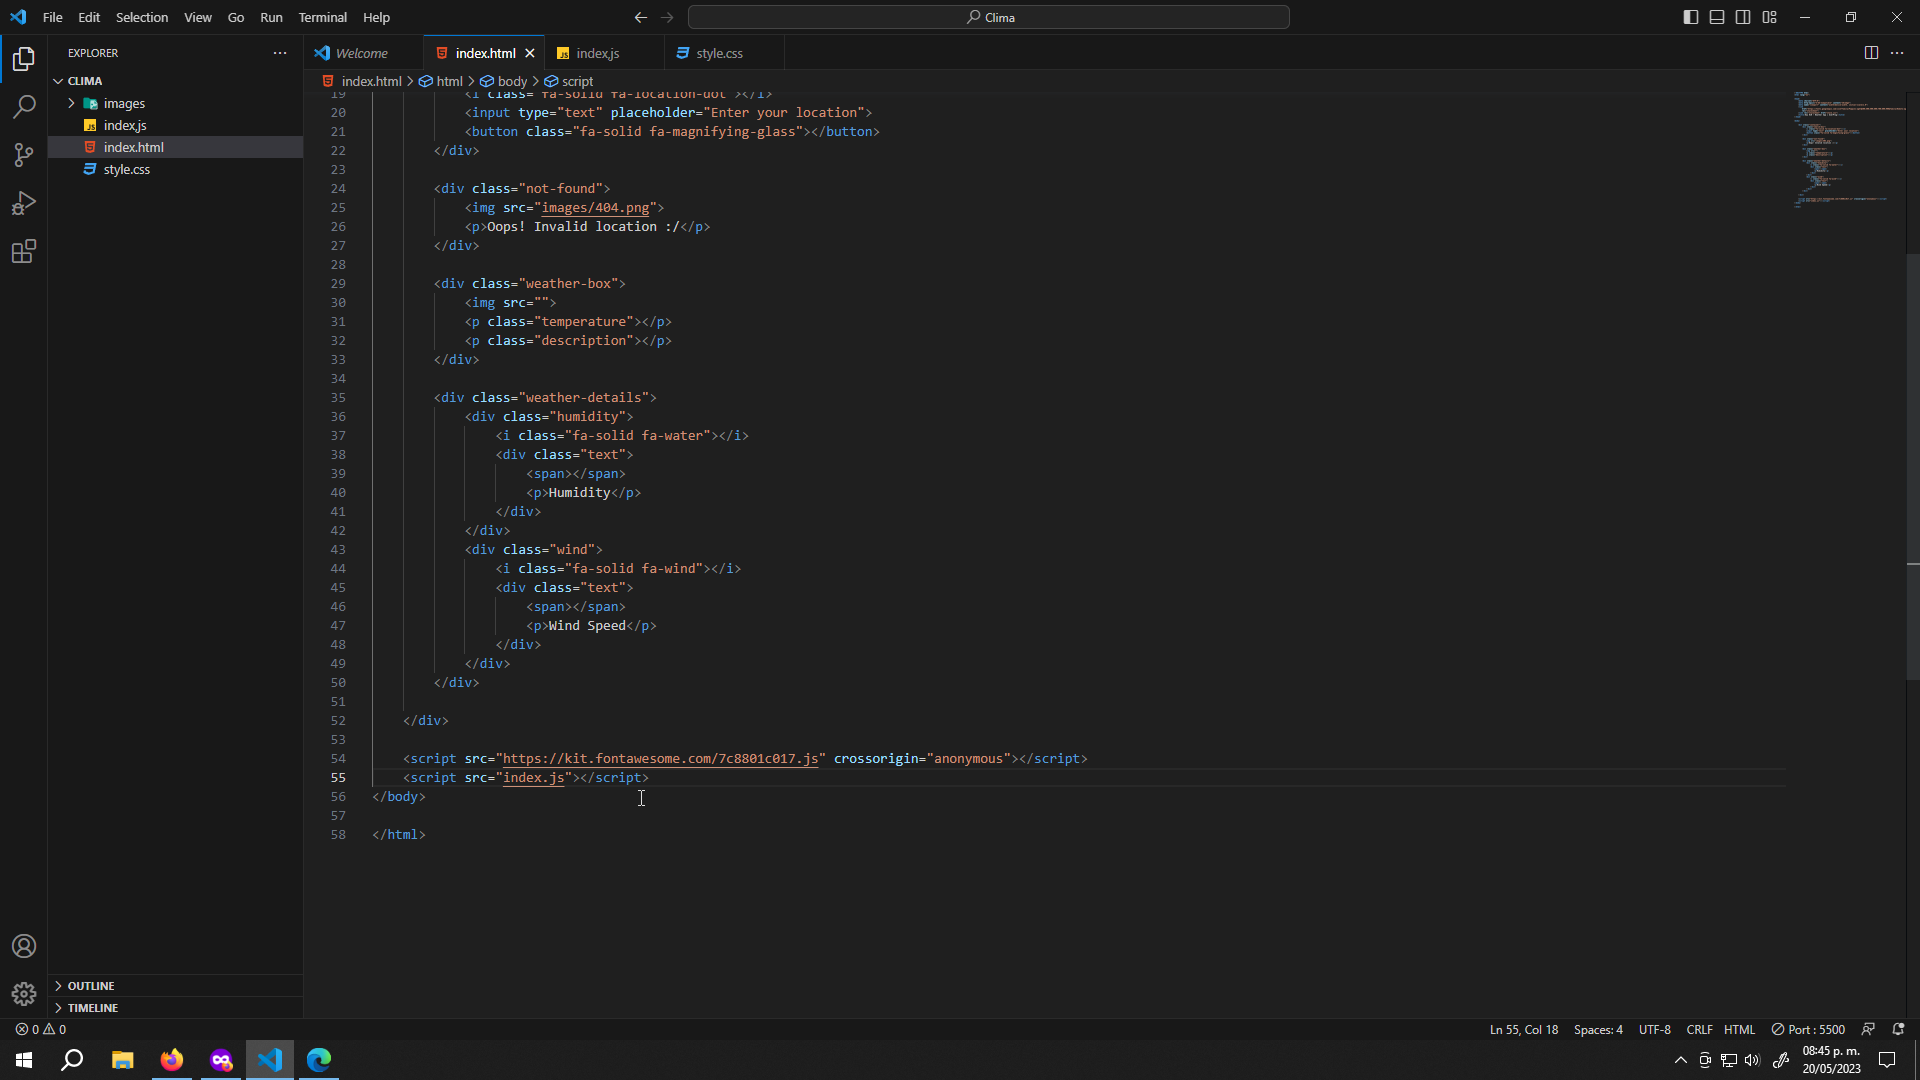 File Edit Selection View Go Run Terminal Help
Clima
EXPLORER
CLIMA
images
index.js
index.html
style.css
OUTLINE
TIMELINE
Welcome
index.html
index.js
style.css
index.html > html > body > script
19 <i class="fa-solid fa-location-dot"></i>
20 <input type="text" placeholder="Enter your location">
21 <button class="fa-solid fa-magnifying-glass"></button>
22 </div>
23
24 <div class="not-found">
25 <img src="images/404.png">
26 <p>Oops! Invalid location :/</p>
27 </div>
28
29 <div class="weather-box">
30 <img src="">
31 <p class="temperature"></p>
32 <p class="description"></p>
33 </div>
34
35 <div class="weather-details">
36 <div class="humidity">
37 <i class="fa-solid fa-water"></i>
38 <div class="text">
39 <span></span>
40 <p>Humidity</p>
41 </div>
42 </div>
43 <div class="wind">
44 <i class="fa-solid fa-wind"></i>
45 <div class="text">
46 <span></span>
47 <p>Wind Speed</p>
48 </div>
49 </div>
50 </div>
51
52 </div>
53
54 <script src="https://kit.fontawesome.com/7c8801c017.js" crossorigin="anonymous"></script>
55 <script src="index.js"></script>
56 </body>
57
58 </html>
0 0
Ln 55, Col 18 Spaces: 4 UTF-8 CRLF HTML Port : 5500
08:45 p. m.
20/05/2023